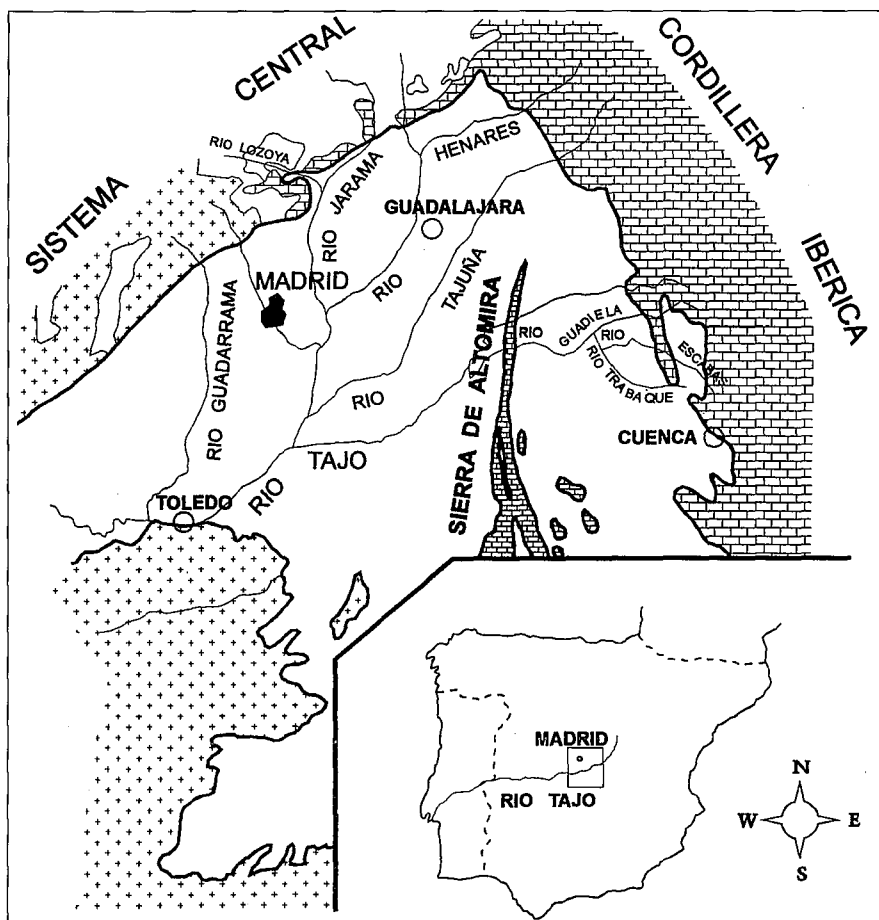 CENTRAL
CORDILLERA
RIO LOZOYA
HENARES
SISTEMA
RIO JARAMA
GUADALAJARA
IBERICA
MADRID
RIO
TAJUÑA
RIO GUADARRAMA
RIO
GUADIELA
RIO
ESCABAS
RIO TRABAQUE
SIERRA DE ALTOMIRA
RIO
CUENCA
TAJO
RIO
TOLEDO
MADRID
RIO TAJO
N
W
E
S